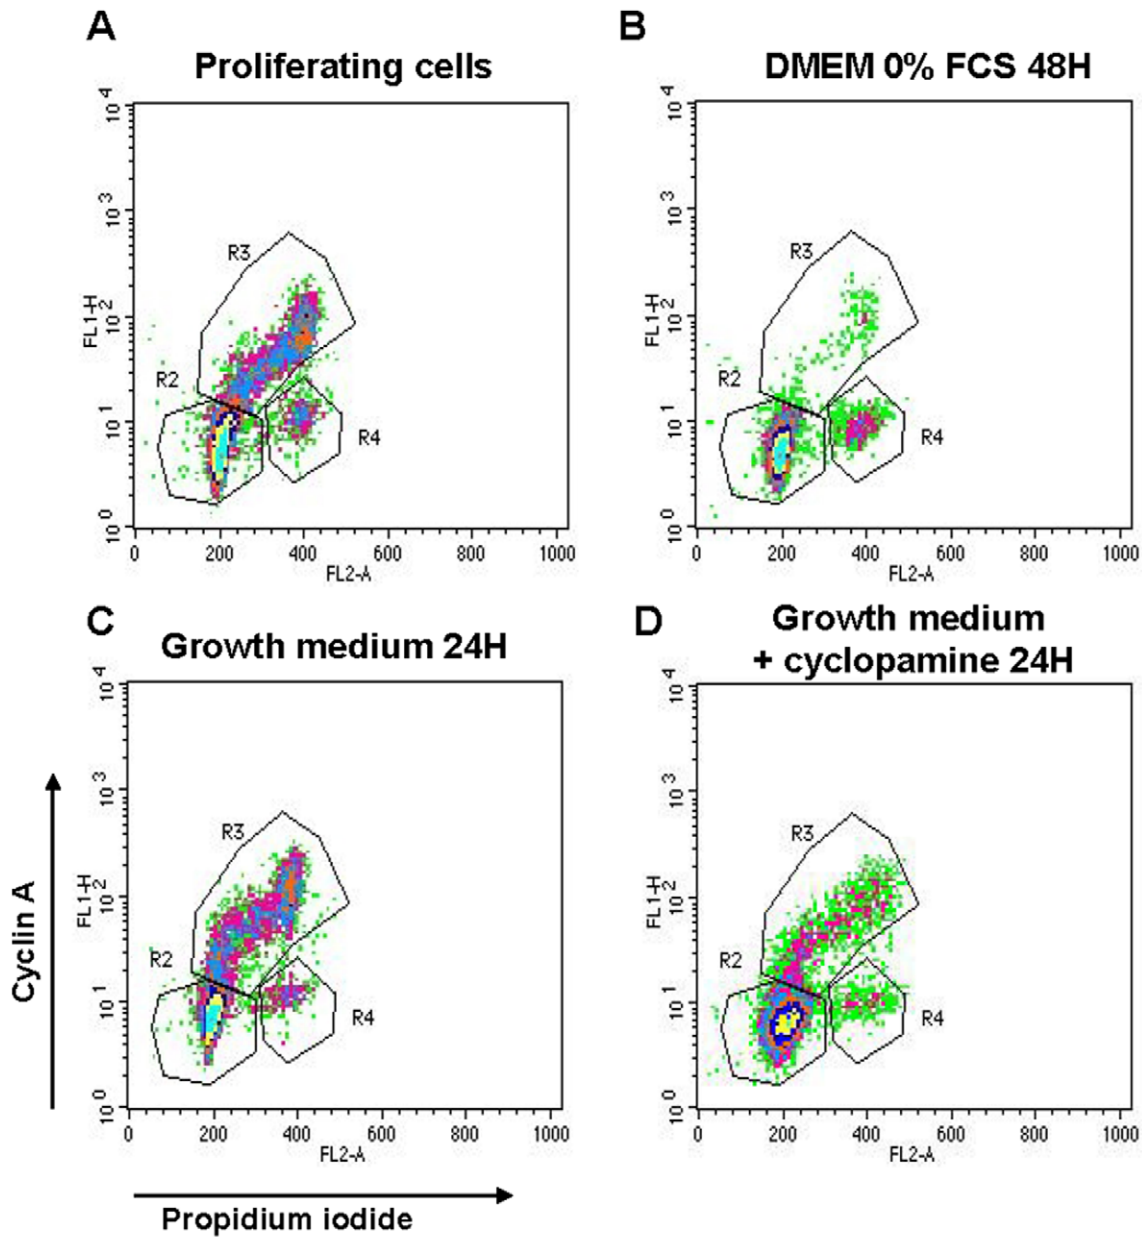 A
Proliferating cells
10^4
10^3
10^2
10^1
10^0
FL1-H
R3
R2
R4
0 200 400 600 800 1000
FL2-A
B
DMEM 0% FCS 48H
10^4
10^3
10^2
10^1
10^0
FL1-H
R3
R2
R4
0 200 400 600 800 1000
FL2-A
C
Growth medium 24H
10^4
10^3
10^2
10^1
10^0
FL1-H
R3
R2
R4
0 200 400 600 800 1000
FL2-A
D
Growth medium
+ cyclopamine 24H
10^4
10^3
10^2
10^1
10^0
FL1-H
R3
R2
R4
0 200 400 600 800 1000
FL2-A
Cyclin A
Propidium iodide